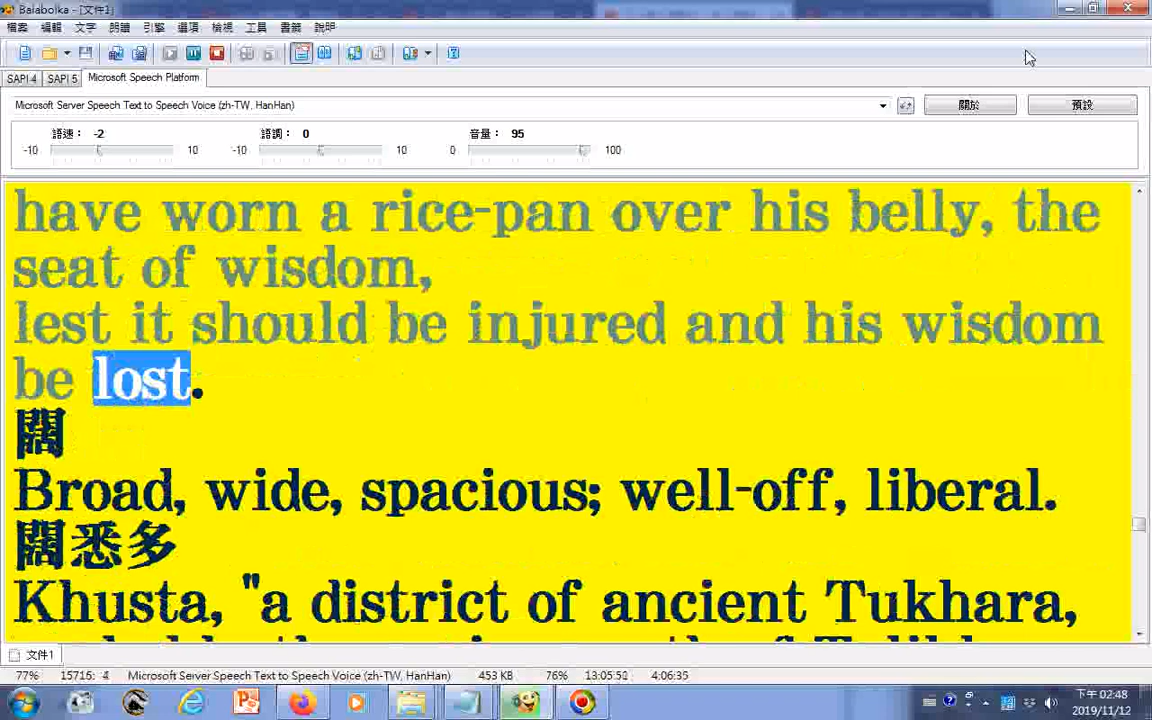 Balabolka - [文件1]
檔案 編輯 文字 朗讀 引擎 選項 檢視 工具 書籤 說明
SAPI 4 SAPI 5 Microsoft Speech Platform
Microsoft Server Speech Text to Speech Voice (zh-TW, HanHan) 關於 預設
語速： -2 語調： 0 音量： 95
-10 10 -10 10 0 100
have worn a rice-pan over his belly, the
seat of wisdom,
lest it should be injured and his wisdom
be lost.
闊
Broad, wide, spacious; well-off, liberal.
闊悉多
Khusta, "a district of ancient Tukhara,
文件1
77% 15715: 4 Microsoft Server Speech Text to Speech Voice (zh-TW, HanHan) 453 KB 76% 13:05:51 4:06:35
下午 02:48
2019/11/12